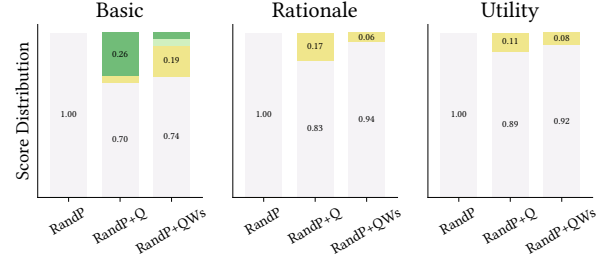 Basic Rationale Utility
Score Distribution
0.26 0.19 0.17 0.06 0.11 0.08
1.00 0.70 0.74 1.00 0.83 0.94 1.00 0.89 0.92
RandP RandP+Q RandP+QWs RandP RandP+Q RandP+QWs RandP RandP+Q RandP+QWs